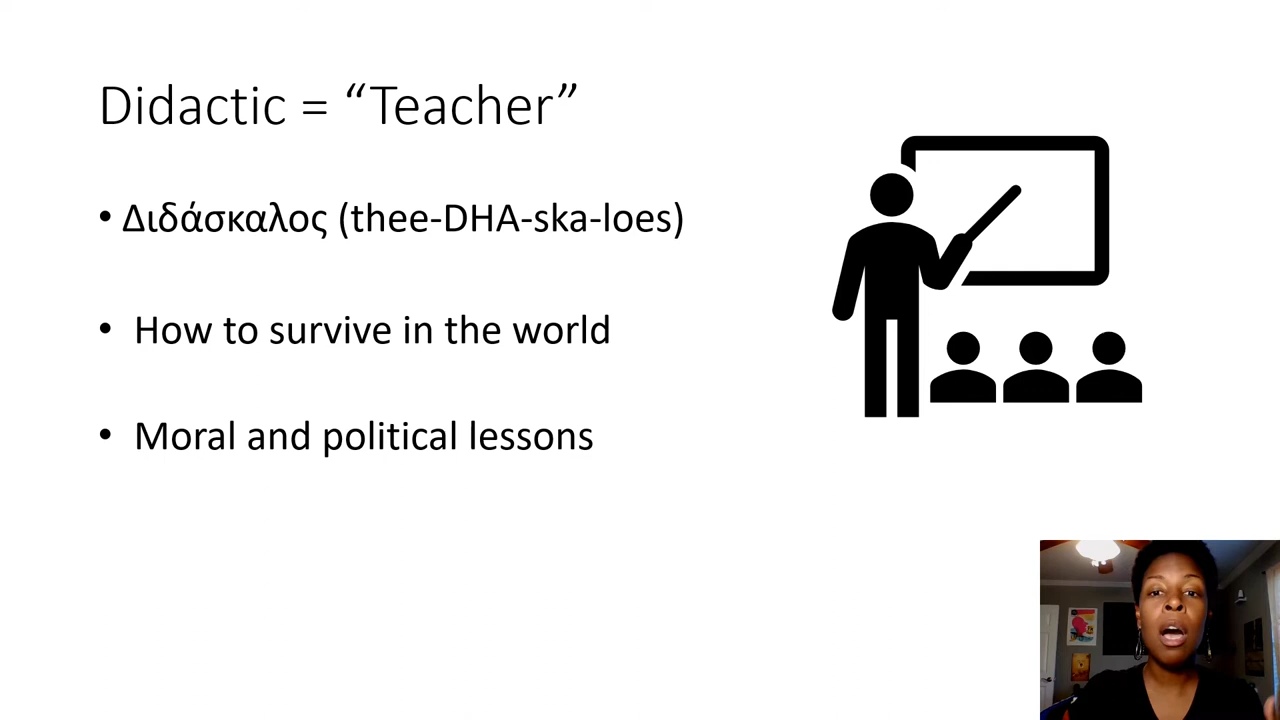 Didactic = “Teacher”
• Διδάσκαλος (thee-DHA-ska-loes)
• How to survive in the world
• Moral and political lessons